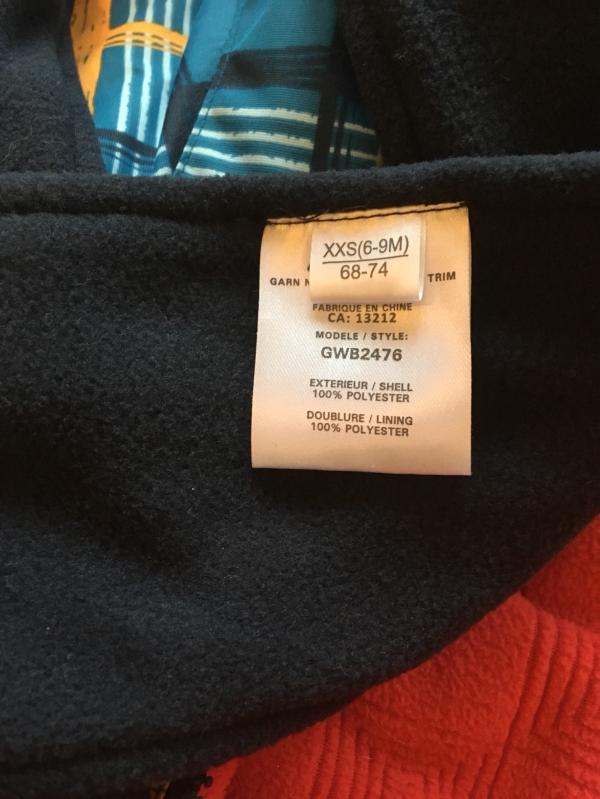 XXS(6-9M)
68-74
GARN TRIM
FABRIQUE EN CHINE
CA: 13212
MODELE / STYLE:
GWB2476
EXTERIEUR / SHELL
100% POLYESTER
DOUBLURE / LINING
100% POLYESTER